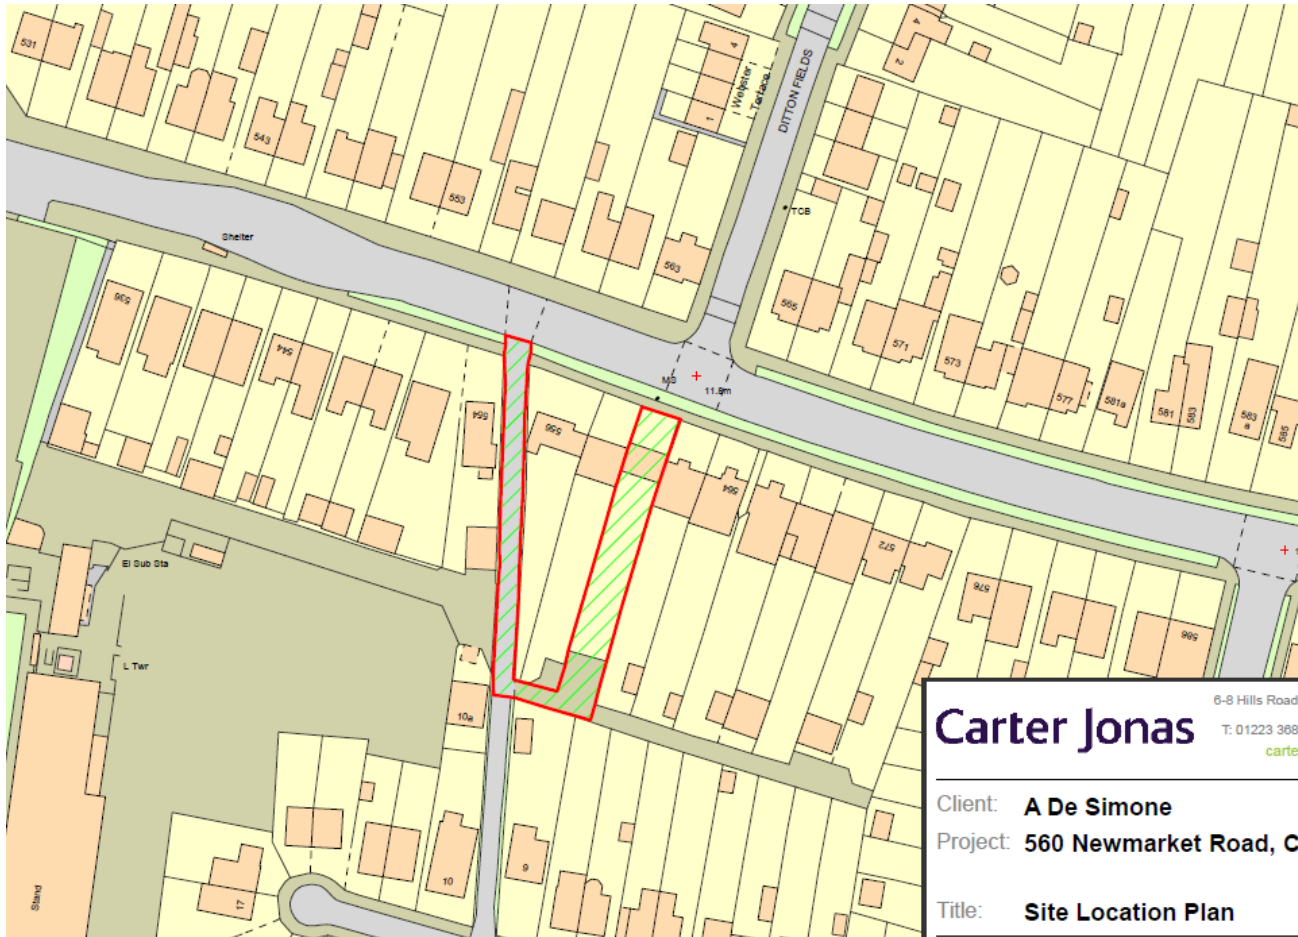 531
543
553
Shelter
563
Webster
Terrace
1
4
2
4
DITTON FIELDS
TCB
565
571
573
577
581a
581
583
583
a
585
536
544
554
556
564
572
576
586
MS
11.9m
El Sub Sta
L Twr
Stand
10a
10
9
17
Carter Jonas
6-8 Hills Road
T: 01223 368
carte
Client: A De Simone
Project: 560 Newmarket Road, C
Title: Site Location Plan